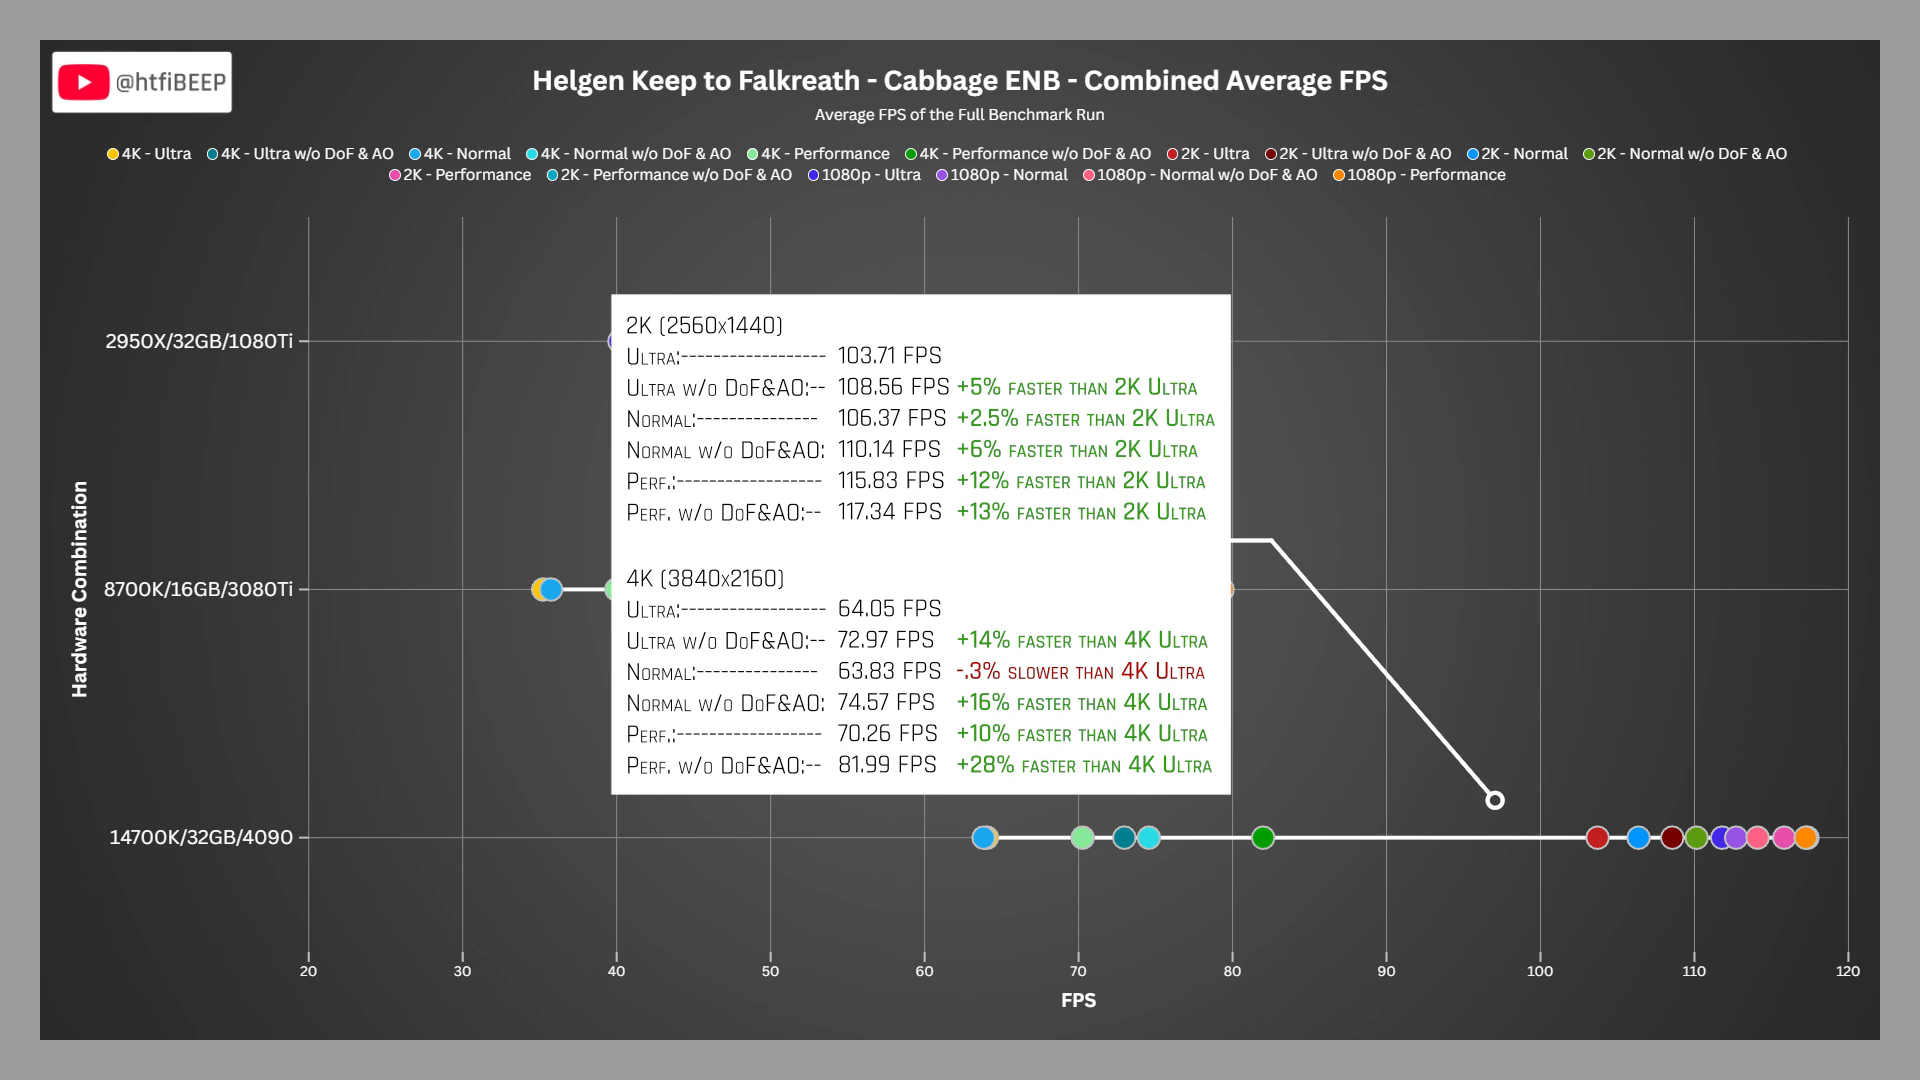 @htfiBEEP
Helgen Keep to Falkreath - Cabbage ENB - Combined Average FPS
Average FPS of the Full Benchmark Run
4K - Ultra 4K - Ultra w/o DoF & AO 4K - Normal 4K - Normal w/o DoF & AO 4K - Performance 4K - Performance w/o DoF & AO 2K - Ultra 2K - Ultra w/o DoF & AO 2K - Normal 2K - Normal w/o DoF & AO
2K - Performance 2K - Performance w/o DoF & AO 1080p - Ultra 1080p - Normal 1080p - Normal w/o DoF & AO 1080p - Performance
Hardware Combination
2950X/32GB/1080Ti
8700K/16GB/3080Ti
14700K/32GB/4090
2K (2560x1440)
Ultra:------------------ 103.71 FPS
Ultra w/o DoF&AO:-- 108.56 FPS +5% faster than 2K Ultra
Normal:--------------- 106.37 FPS +2.5% faster than 2K Ultra
Normal w/o DoF&AO: 110.14 FPS +6% faster than 2K Ultra
Perf.:------------------ 115.83 FPS +12% faster than 2K Ultra
Perf. w/o DoF&AO:-- 117.34 FPS +13% faster than 2K Ultra
4K (3840x2160)
Ultra:------------------ 64.05 FPS
Ultra w/o DoF&AO:-- 72.97 FPS +14% faster than 4K Ultra
Normal:--------------- 63.83 FPS -.3% slower than 4K Ultra
Normal w/o DoF&AO: 74.57 FPS +16% faster than 4K Ultra
Perf.:------------------ 70.26 FPS +10% faster than 4K Ultra
Perf. w/o DoF&AO:-- 81.99 FPS +28% faster than 4K Ultra
20 30 40 50 60 70 80 90 100 110 120
FPS